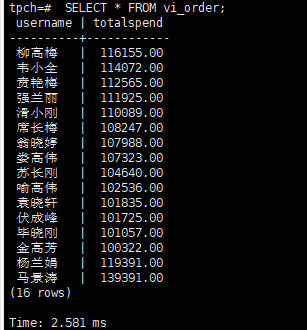 tpch=#  SELECT * FROM vi_order;
 username | totalspend
----------+------------
 柳高梅   |  116155.00
 韦小全   |  114072.00
 贲艳梅   |  112565.00
 强兰丽   |  111925.00
 滑小刚   |  110089.00
 席长梅   |  108247.00
 翁晓婷   |  107988.00
 娄高伟   |  107323.00
 苏长刚   |  104640.00
 喻高伟   |  102536.00
 袁晓轩   |  101835.00
 伏成峰   |  101725.00
 毕晓刚   |  101057.00
 金高芳   |  100322.00
 杨兰娟   |  119391.00
 马景涛   |  139391.00
(16 rows)

Time: 2.581 ms